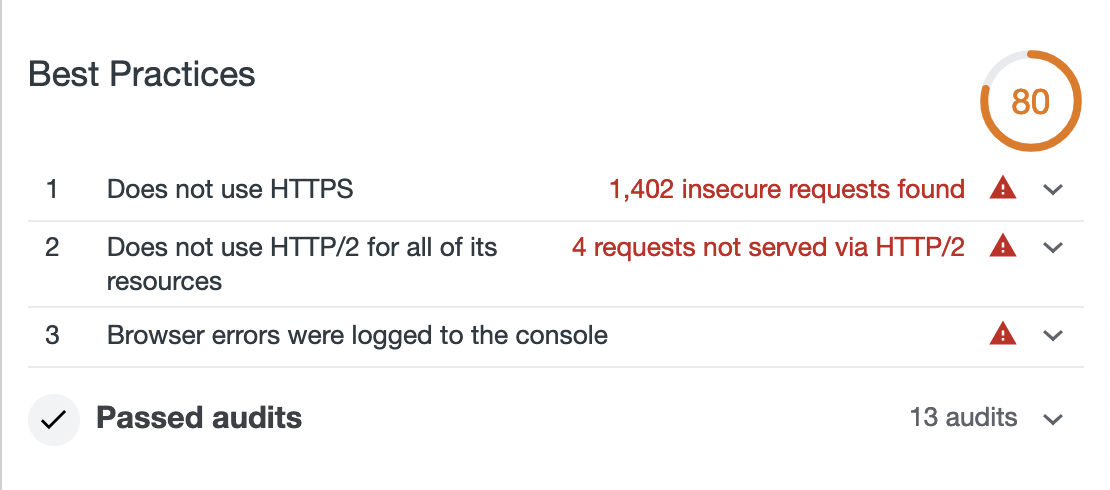 Best Practices
80
1 Does not use HTTPS 1,402 insecure requests found
2 Does not use HTTP/2 for all of its 4 requests not served via HTTP/2
resources
3 Browser errors were logged to the console
Passed audits 13 audits